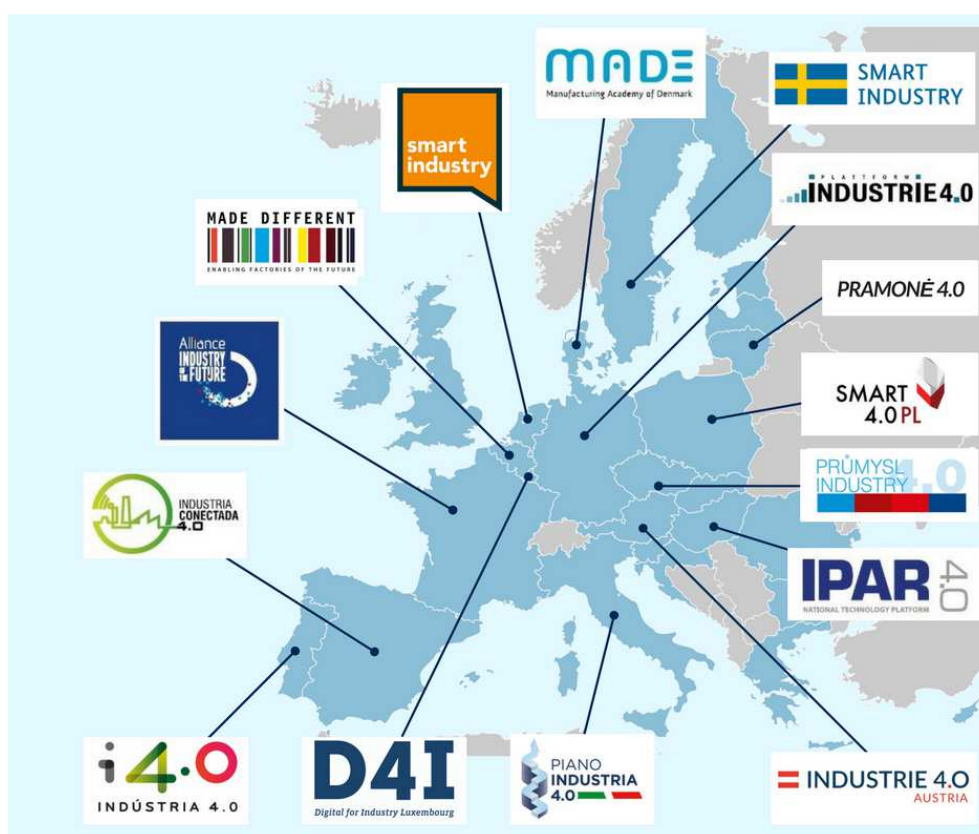 MADE
Manufacturing Academy of Denmark
SMART
INDUSTRY
smart
industry
PLATTFORM
INDUSTRIE 4.0
MADE DIFFERENT
ENABLING FACTORIES OF THE FUTURE
PRAMONĖ 4.0
Alliance
INDUSTRY
OF THE FUTURE
SMART
4.0 PL
PRŮMYSL
INDUSTRY 4.0
INDUSTRIA
CONECTADA
4.0
IPAR 4.0
NATIONAL TECHNOLOGY PLATFORM
i4.0
INDÚSTRIA 4.0
D4I
Digital for Industry Luxembourg
PIANO
INDUSTRIA
4.0
INDUSTRIE 4.0
AUSTRIA